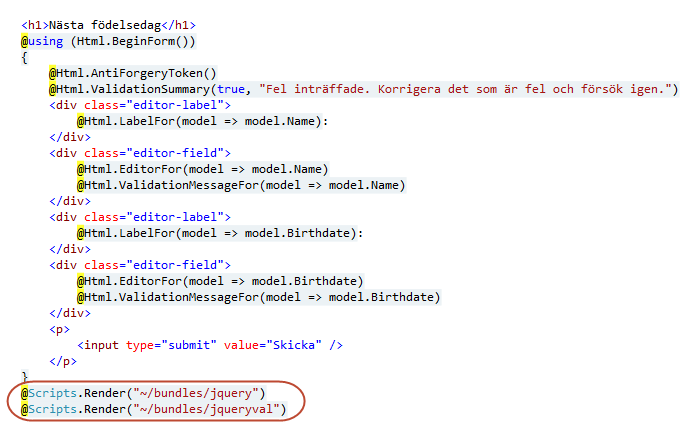 <h1>Nästa födelsedag</h1>
@using (Html.BeginForm())
{
    @Html.AntiForgeryToken()
    @Html.ValidationSummary(true, "Fel inträffade. Korrigera det som är fel och försök igen.")
    <div class="editor-label">
        @Html.LabelFor(model => model.Name):
    </div>
    <div class="editor-field">
        @Html.EditorFor(model => model.Name)
        @Html.ValidationMessageFor(model => model.Name)
    </div>
    <div class="editor-label">
        @Html.LabelFor(model => model.Birthdate):
    </div>
    <div class="editor-field">
        @Html.EditorFor(model => model.Birthdate)
        @Html.ValidationMessageFor(model => model.Birthdate)
    </div>
    <p>
        <input type="submit" value="Skicka" />
    </p>
}
@Scripts.Render("~/bundles/jquery")
@Scripts.Render("~/bundles/jqueryval")